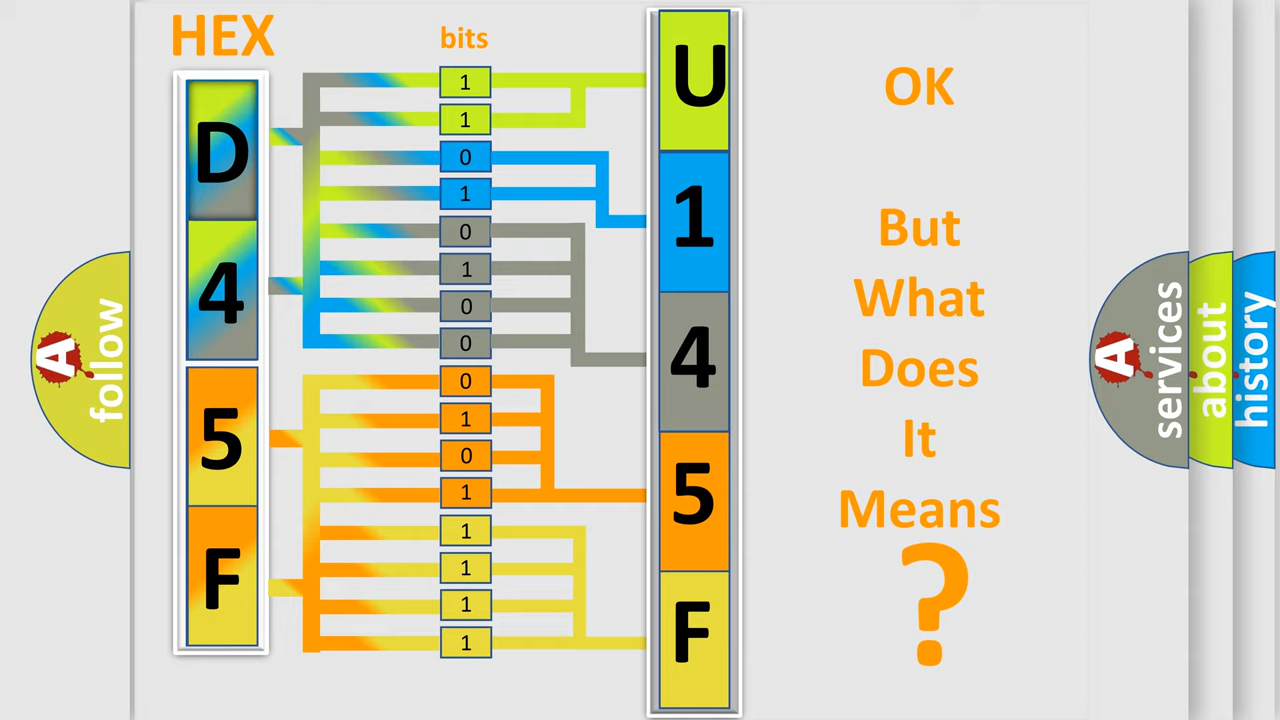 HEX
bits
D
4
5
F
1
1
0
1
0
1
0
0
0
1
0
1
1
1
1
1
U
1
4
5
F
OK
But
What
Does
It
Means
?
A
follow
A
services
about
history